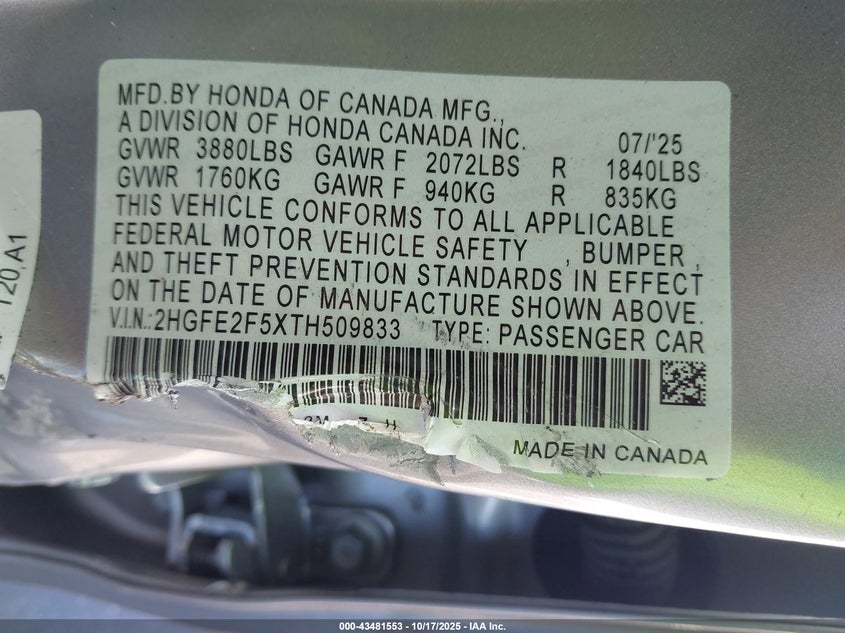 MFD.BY HONDA OF CANADA MFG.,
A DIVISION OF HONDA CANADA INC. 07/'25
GVWR 3880LBS GAWR F 2072LBS R 1840LBS
GVWR 1760KG GAWR F 940KG R 835KG
THIS VEHICLE CONFORMS TO ALL APPLICABLE
FEDERAL MOTOR VEHICLE SAFETY , BUMPER ,
AND THEFT PREVENTION STANDARDS IN EFFECT
ON THE DATE OF MANUFACTURE SHOWN ABOVE.
V.I.N.: 2HGFE2F5XTH509833 TYPE: PASSENGER CAR
MADE IN CANADA
T20,A1
000-43481553 | 10/17/2025 | IAA Inc.